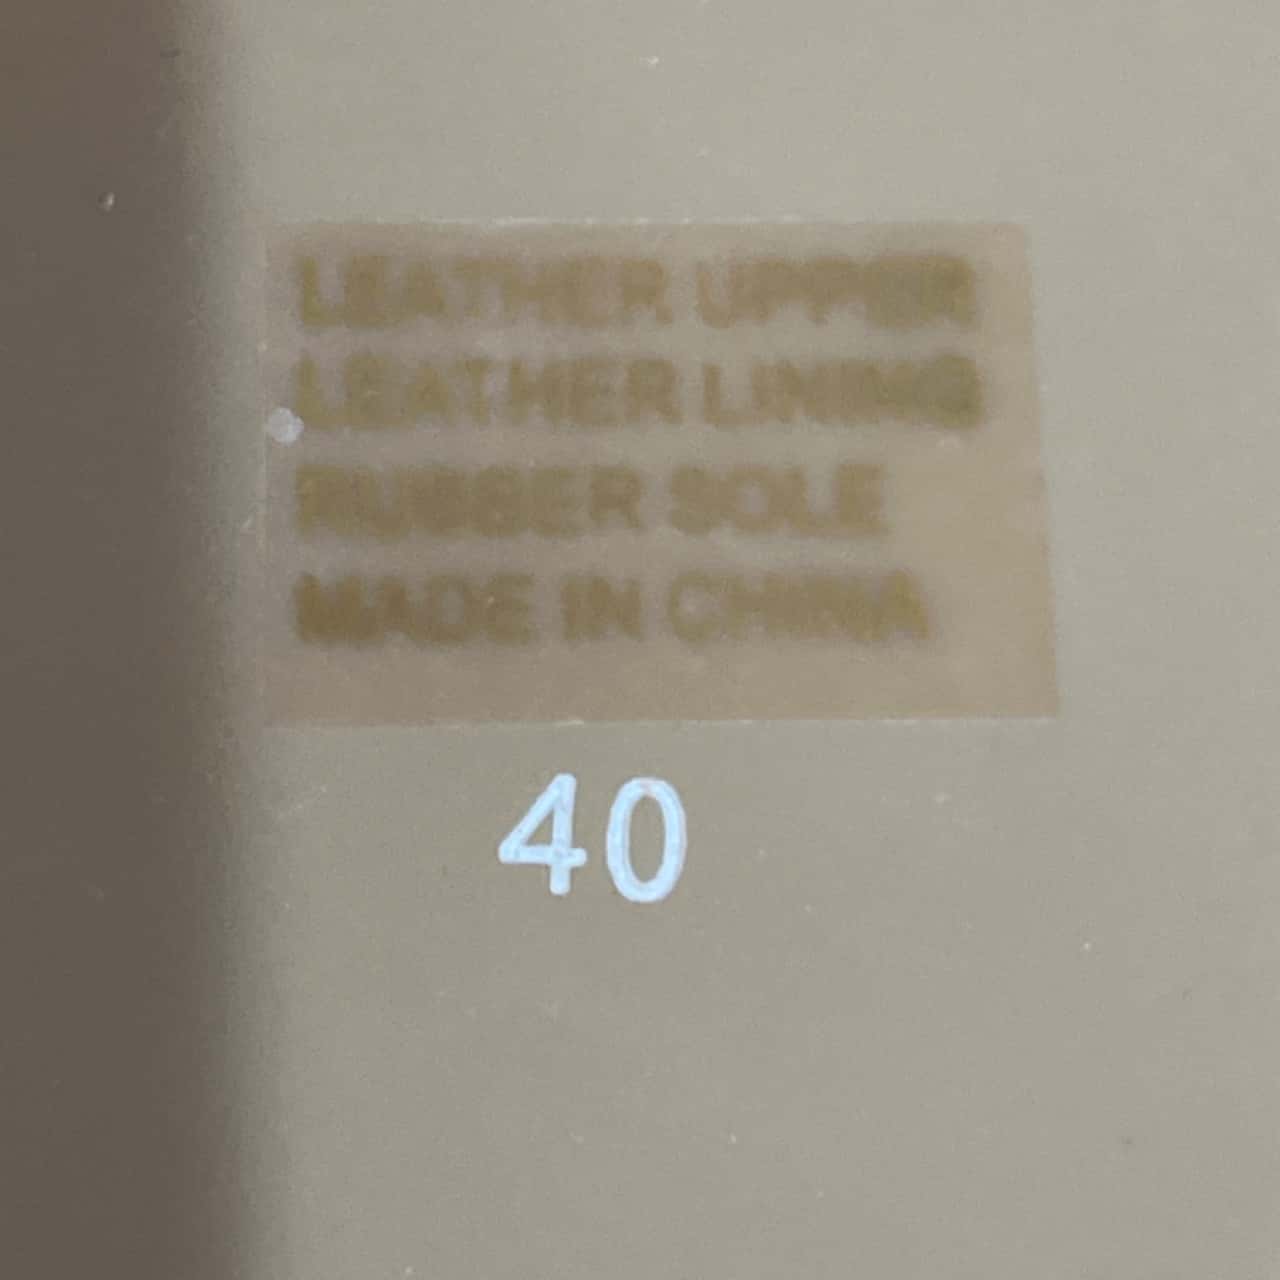 LEATHER UPPER
LEATHER LINING
RUBBER SOLE
MADE IN CHINA
40